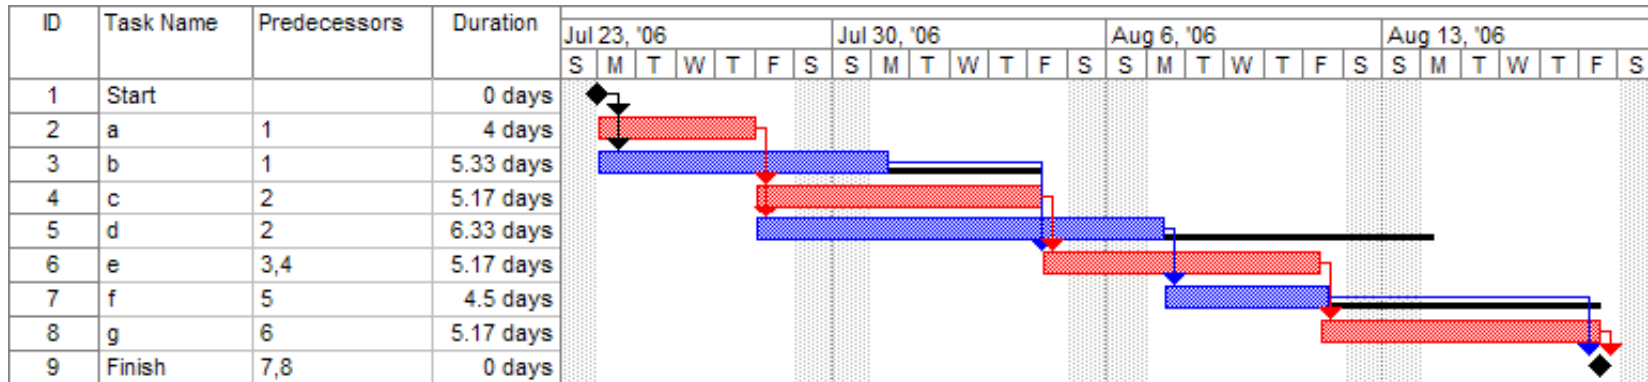 ID Task Name Predecessors Duration
Jul 23, '06 Jul 30, '06 Aug 6, '06 Aug 13, '06
S M T W T F S S M T W T F S S M T W T F S S M T W T F S
1 Start 0 days
2 a 1 4 days
3 b 1 5.33 days
4 c 2 5.17 days
5 d 2 6.33 days
6 e 3,4 5.17 days
7 f 5 4.5 days
8 g 6 5.17 days
9 Finish 7,8 0 days